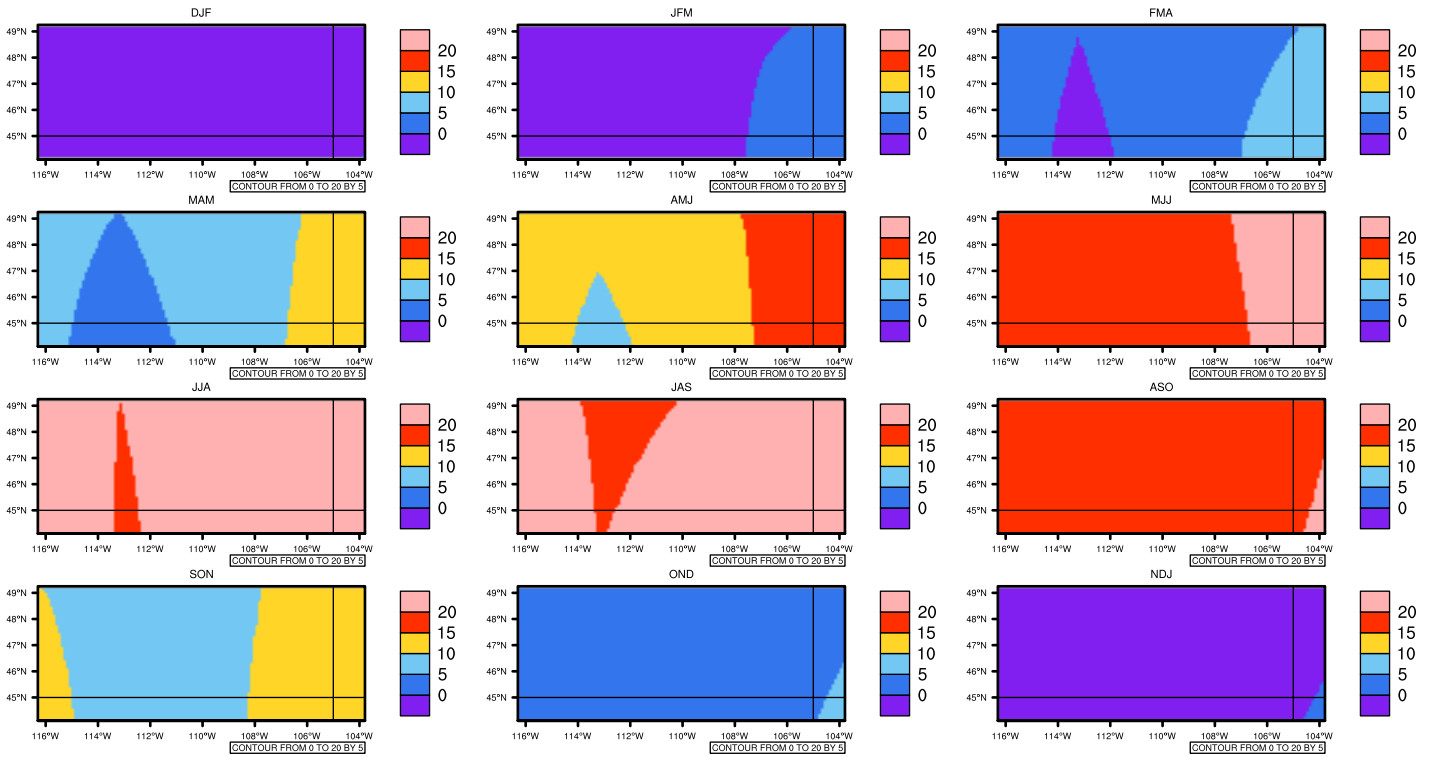 DJF JFM FMA
49°N 49°N 49°N
20 20 20
48°N 48°N 48°N
15 15 15
47°N 47°N 47°N
10 10 10
46°N 46°N 46°N
5 5 5
45°N 45°N 45°N
0 0 0
116°W 114°W 112°W 110°W 108°W 106°W 104°W 116°W 114°W 112°W 110°W 108°W 106°W 104°W 116°W 114°W 112°W 110°W 108°W 106°W 104°W
CONTOUR FROM 0 TO 20 BY 5 CONTOUR FROM 0 TO 20 BY 5 CONTOUR FROM 0 TO 20 BY 5
MAM AMJ MJJ
49°N 49°N 49°N
20 20 20
48°N 48°N 48°N
15 15 15
47°N 47°N 47°N
10 10 10
46°N 46°N 46°N
5 5 5
45°N 45°N 45°N
0 0 0
116°W 114°W 112°W 110°W 108°W 106°W 104°W 116°W 114°W 112°W 110°W 108°W 106°W 104°W 116°W 114°W 112°W 110°W 108°W 106°W 104°W
CONTOUR FROM 0 TO 20 BY 5 CONTOUR FROM 0 TO 20 BY 5 CONTOUR FROM 0 TO 20 BY 5
JJA JAS ASO
49°N 49°N 49°N
20 20 20
48°N 48°N 48°N
15 15 15
47°N 47°N 47°N
10 10 10
46°N 46°N 46°N
5 5 5
45°N 45°N 45°N
0 0 0
116°W 114°W 112°W 110°W 108°W 106°W 104°W 116°W 114°W 112°W 110°W 108°W 106°W 104°W 116°W 114°W 112°W 110°W 108°W 106°W 104°W
CONTOUR FROM 0 TO 20 BY 5 CONTOUR FROM 0 TO 20 BY 5 CONTOUR FROM 0 TO 20 BY 5
SON OND NDJ
49°N 49°N 49°N
20 20 20
48°N 48°N 48°N
15 15 15
47°N 47°N 47°N
10 10 10
46°N 46°N 46°N
5 5 5
45°N 45°N 45°N
0 0 0
116°W 114°W 112°W 110°W 108°W 106°W 104°W 116°W 114°W 112°W 110°W 108°W 106°W 104°W 116°W 114°W 112°W 110°W 108°W 106°W 104°W
CONTOUR FROM 0 TO 20 BY 5 CONTOUR FROM 0 TO 20 BY 5 CONTOUR FROM 0 TO 20 BY 5